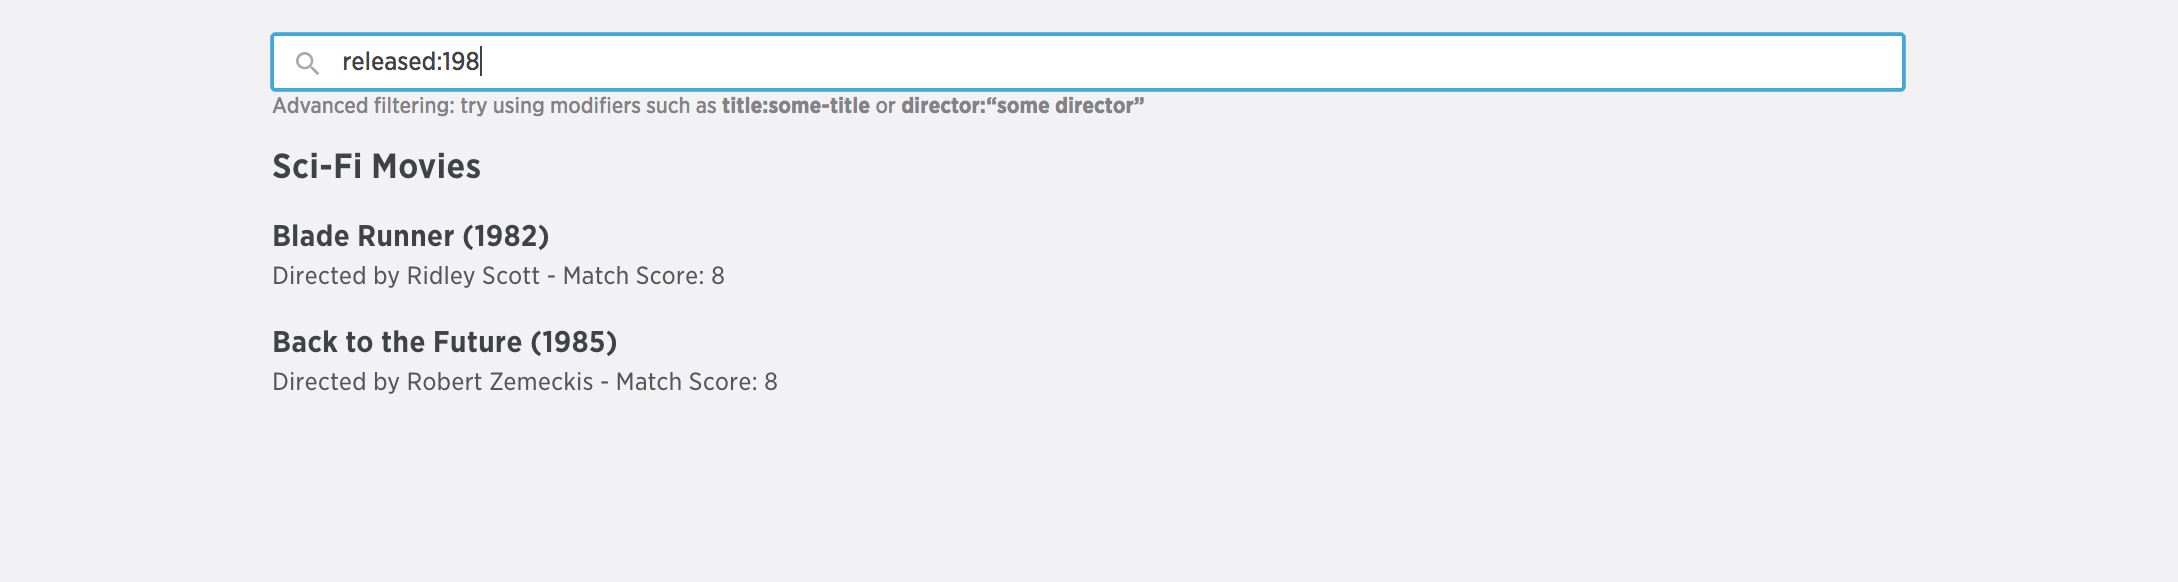 released:198
Advanced filtering: try using modifiers such as title:some-title or director:“some director”
Sci-Fi Movies
Blade Runner (1982)
Directed by Ridley Scott - Match Score: 8
Back to the Future (1985)
Directed by Robert Zemeckis - Match Score: 8